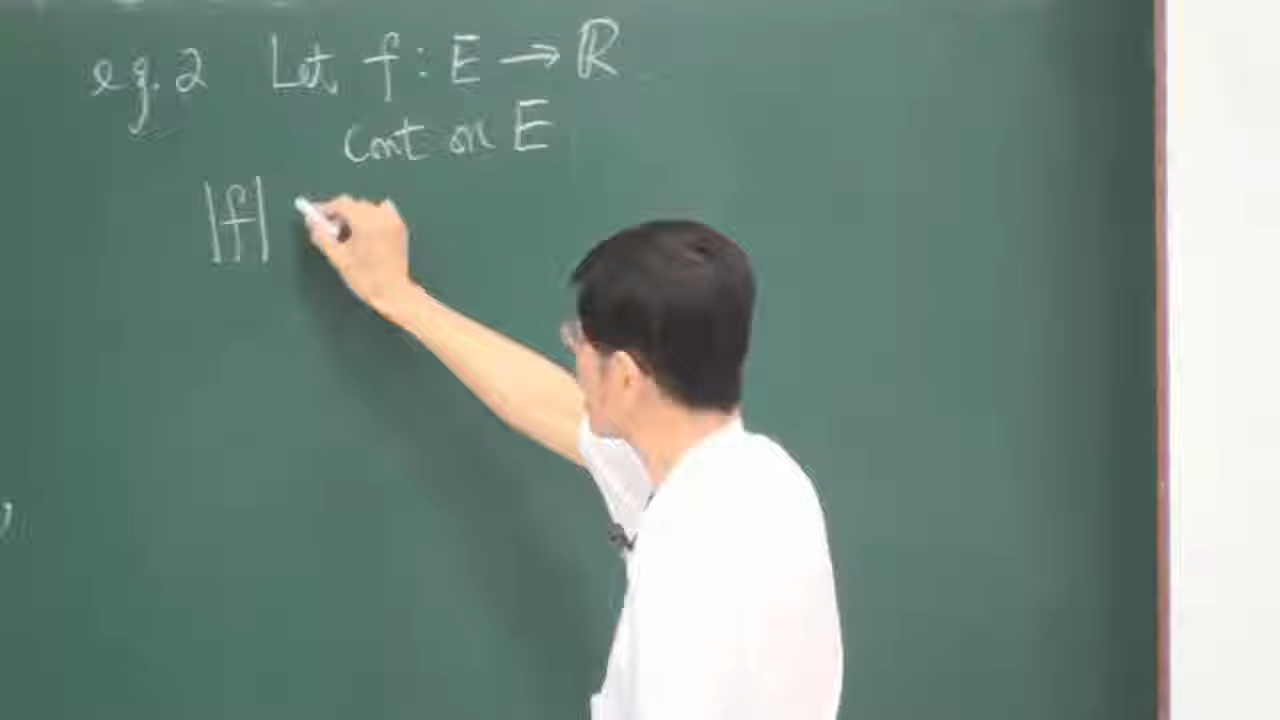 e.g. 2 Let f : E → ℝ
cont on E
|f|